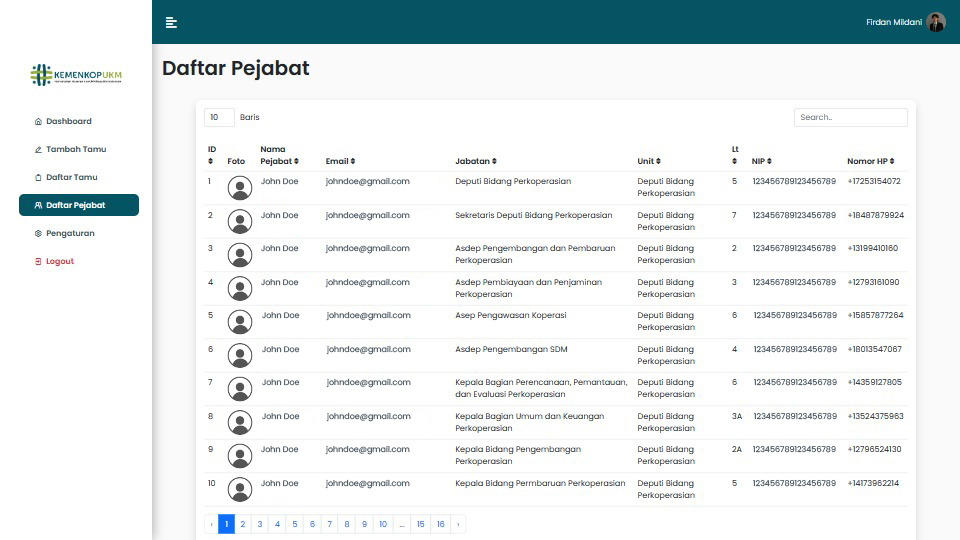 Firdan Mildani
KEMENKOPUKM
Dashboard
Tambah Tamu
Daftar Tamu
Daftar Pejabat
Pengaturan
Logout
Daftar Pejabat
10 Baris
Search..
ID Foto Nama Pejabat Email Jabatan Unit Lt NIP Nomor HP
1 John Doe johndoe@gmail.com Deputi Bidang Perkoperasian Deputi Bidang 5 123456789123456789 +17253154072
Perkoperasian
2 John Doe johndoe@gmail.com Sekretaris Deputi Bidang Perkoperasian Deputi Bidang 7 123456789123456789 +18487879924
Perkoperasian
3 John Doe johndoe@gmail.com Asdep Pengembangan dan Pembaruan Deputi Bidang 2 123456789123456789 +13199410160
Perkoperasian Perkoperasian
4 John Doe johndoe@gmail.com Asdep Pembiayaan dan Penjaminan Deputi Bidang 3 123456789123456789 +12793161090
Perkoperasian Perkoperasian
5 John Doe johndoe@gmail.com Asep Pengawasan Koperasi Deputi Bidang 6 123456789123456789 +15857877264
Perkoperasian
6 John Doe johndoe@gmail.com Asdep Pengembangan SDM Deputi Bidang 4 123456789123456789 +18013547067
Perkoperasian
7 John Doe johndoe@gmail.com Kepala Bagian Perencanaan, Pemantauan, Deputi Bidang 6 123456789123456789 +14359127805
dan Evaluasi Perkoperasian Perkoperasian
8 John Doe johndoe@gmail.com Kepala Bagian Umum dan Keuangan Deputi Bidang 3A 123456789123456789 +13524375963
Perkoperasian Perkoperasian
9 John Doe johndoe@gmail.com Kepala Bidang Pengembangan Deputi Bidang 2A 123456789123456789 +12796524130
Perkoperasian Perkoperasian
10 John Doe johndoe@gmail.com Kepala Bidang Permbaruan Perkoperasian Deputi Bidang 5 123456789123456789 +14173962214
Perkoperasian
‹ 1 2 3 4 5 6 7 8 9 10 ... 15 16 ›